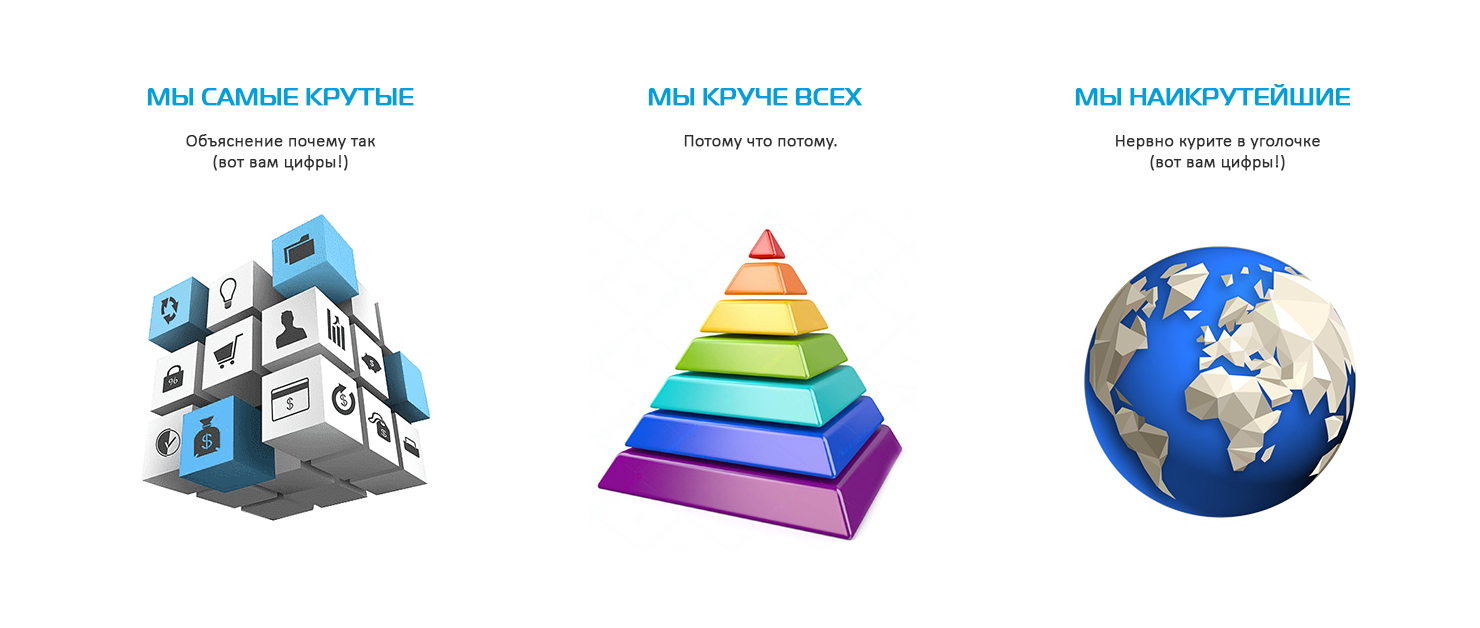 МЫ САМЫЕ КРУТЫЕ
Объяснение почему так
(вот вам цифры!)
МЫ КРУЧЕ ВСЕХ
Потому что потому.
МЫ НАИКРУТЕЙШИЕ
Нервно курите в уголочке
(вот вам цифры!)
%
$
$
$
$
$